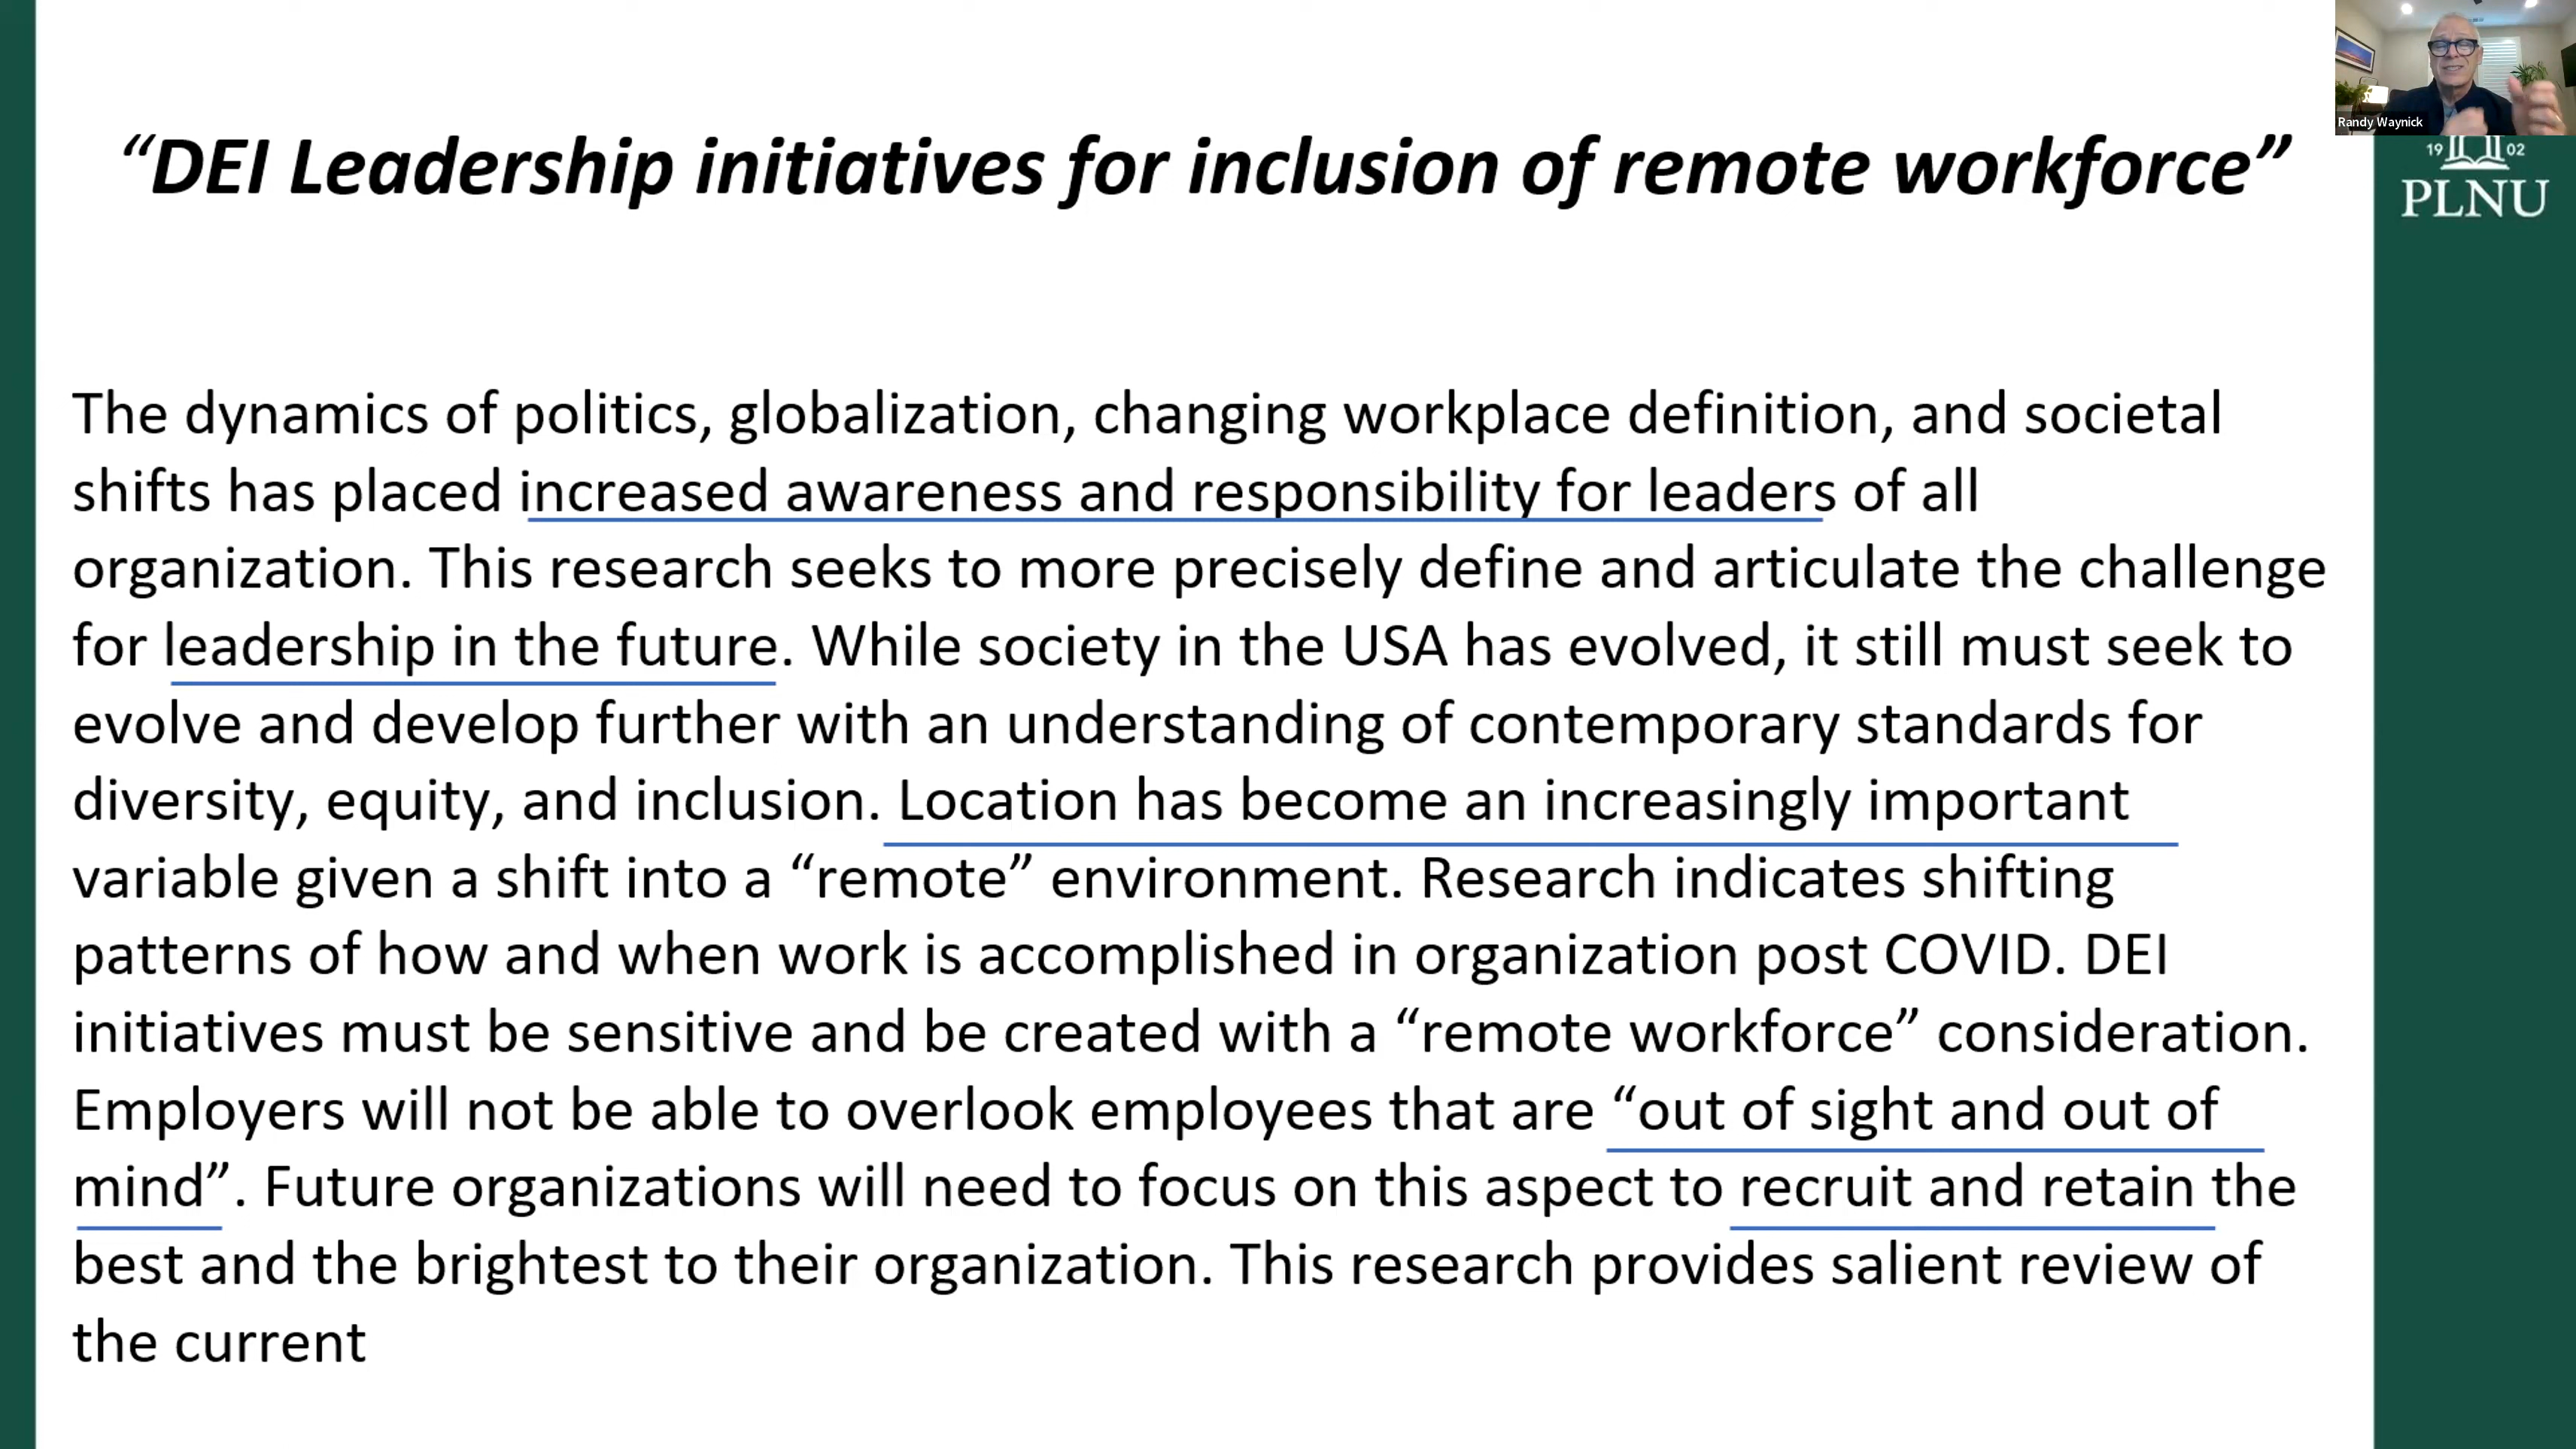 Randy Waynick
“DEI Leadership initiatives for inclusion of remote workforce”
19 02
PLNU
The dynamics of politics, globalization, changing workplace definition, and societal
shifts has placed increased awareness and responsibility for leaders of all
organization. This research seeks to more precisely define and articulate the challenge
for leadership in the future. While society in the USA has evolved, it still must seek to
evolve and develop further with an understanding of contemporary standards for
diversity, equity, and inclusion. Location has become an increasingly important
variable given a shift into a “remote” environment. Research indicates shifting
patterns of how and when work is accomplished in organization post COVID. DEI
initiatives must be sensitive and be created with a “remote workforce” consideration.
Employers will not be able to overlook employees that are “out of sight and out of
mind”. Future organizations will need to focus on this aspect to recruit and retain the
best and the brightest to their organization. This research provides salient review of
the current